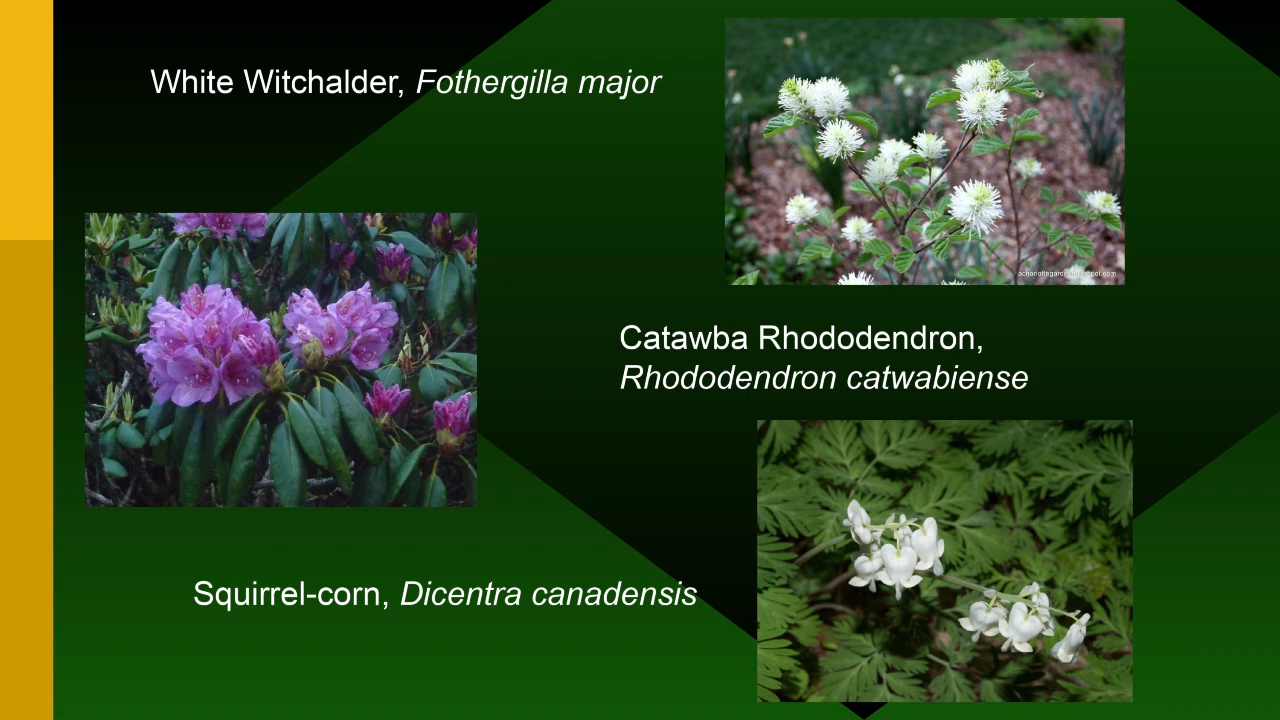 White Witchalder, Fothergilla major
Catawba Rhododendron,
Rhododendron catwabiense
Squirrel-corn, Dicentra canadensis